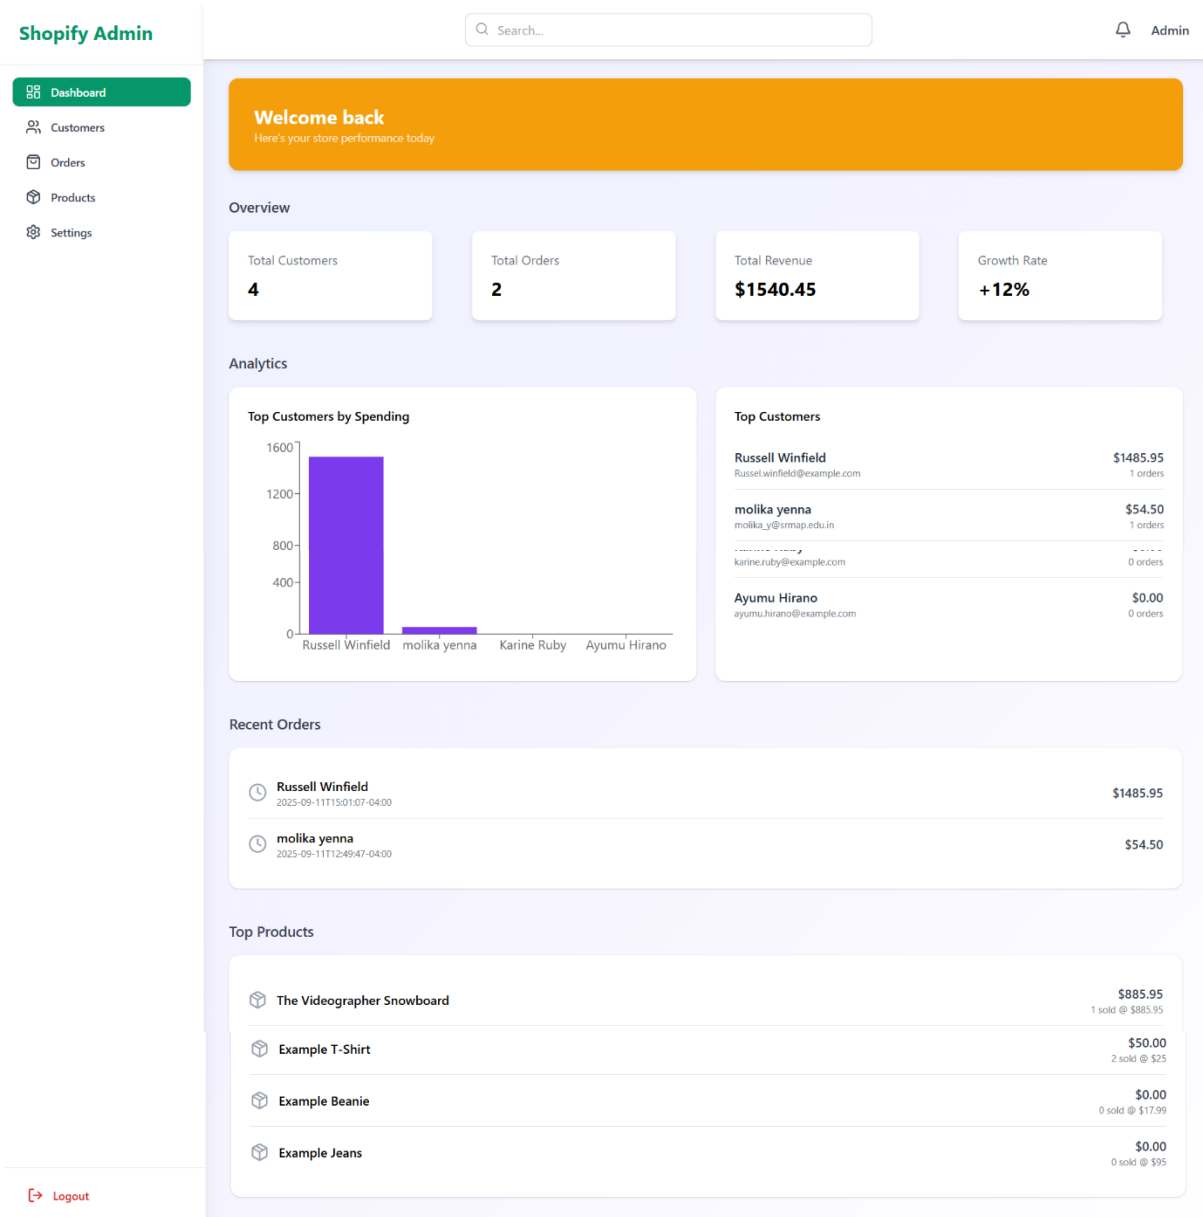 Shopify Admin
Search...
Admin
Dashboard
Customers
Orders
Products
Settings
Welcome back
Here's your store performance today
Overview
Total Customers
4
Total Orders
2
Total Revenue
$1540.45
Growth Rate
+12%
Analytics
Top Customers by Spending
1600
1200
800
400
0
Russell Winfield molika yenna Karine Ruby Ayumu Hirano
Top Customers
Russell Winfield $1485.95
Russel.winfield@example.com 1 orders
molika yenna $54.50
molika_y@srmap.edu.in 1 orders
karine.ruby@example.com 0 orders
Ayumu Hirano $0.00
ayumu.hirano@example.com 0 orders
Recent Orders
Russell Winfield
2025-09-11T15:01:07-04:00
$1485.95
molika yenna
2025-09-11T12:49:47-04:00
$54.50
Top Products
The Videographer Snowboard
$885.95
1 sold @ $885.95
Example T-Shirt
$50.00
2 sold @ $25
Example Beanie
$0.00
0 sold @ $17.99
Example Jeans
$0.00
0 sold @ $95
Logout